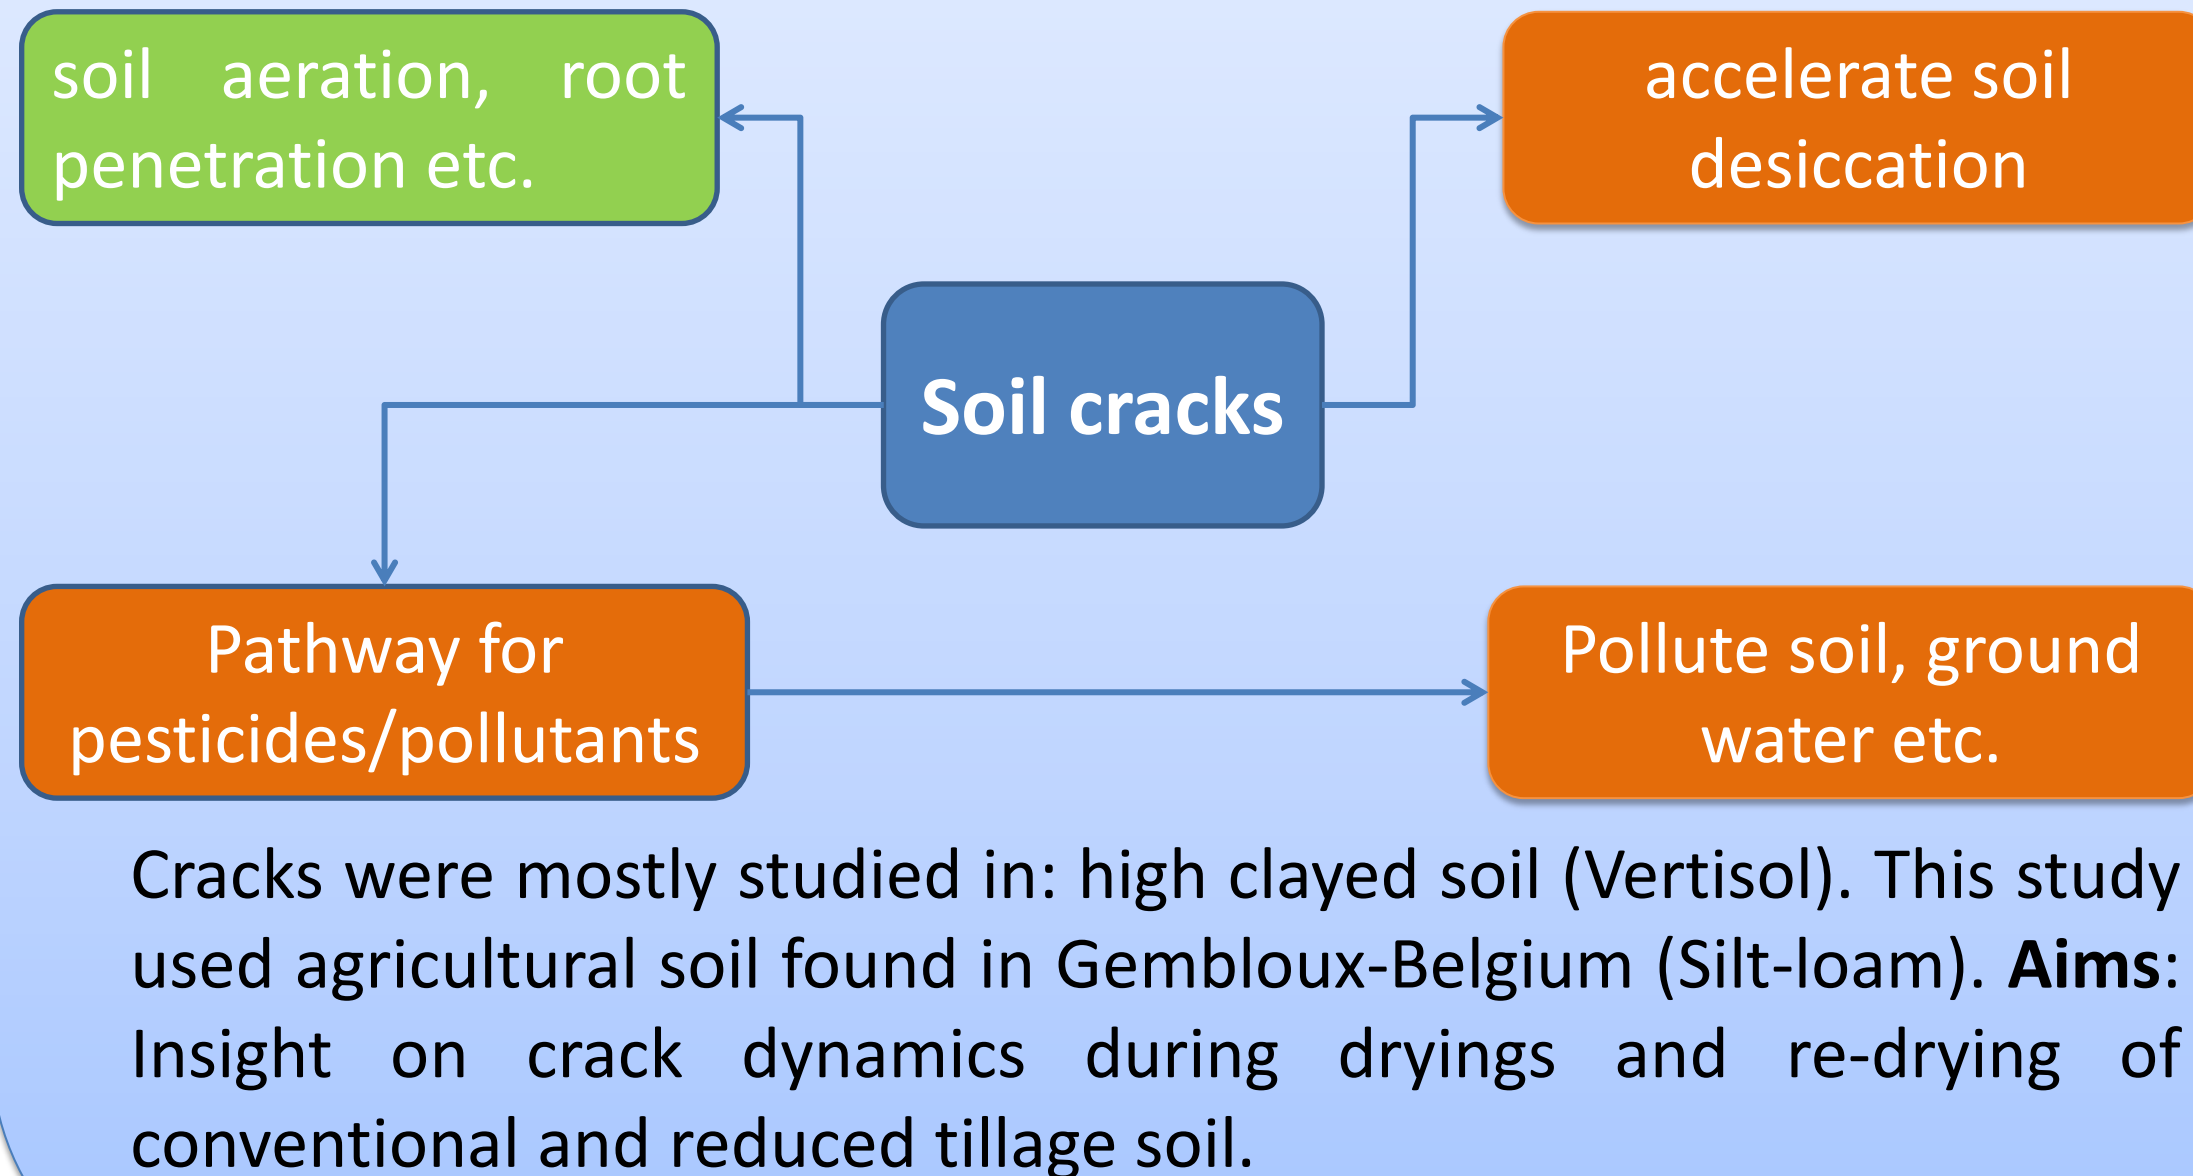 soil aeration, root
penetration etc.
accelerate soil
desiccation
Soil cracks
Pathway for
pesticides/pollutants
Pollute soil, ground
water etc.
Cracks were mostly studied in: high clayed soil (Vertisol). This study
used agricultural soil found in Gembloux-Belgium (Silt-loam). Aims:
Insight on crack dynamics during dryings and re-drying of
conventional and reduced tillage soil.